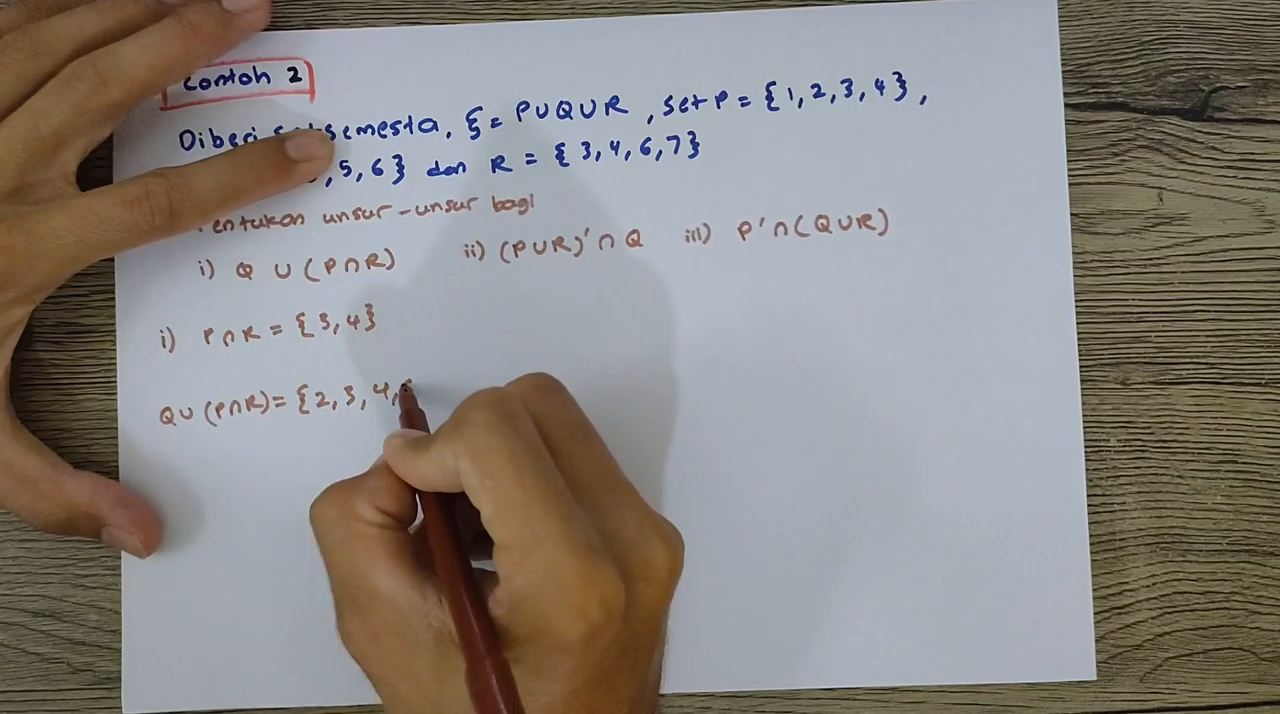 Contoh 2
Diberi semesta, ξ = P∪Q∪R, set P = {1, 2, 3, 4},
, 5, 6} dan R = {3, 4, 6, 7}
entukan unsur-unsur bagi
i) Q ∪ (P∩R) ii) (P∪R)'∩ Q iii) P'∩(Q∪R)
i) P∩R = {3, 4}
Q∪(P∩R) = {2, 3, 4,